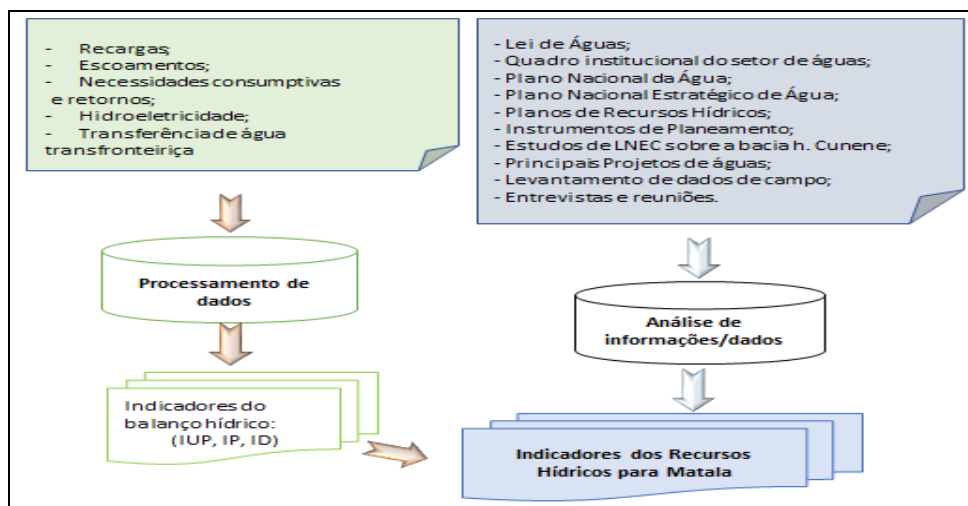 - Recargas;
- Escoamentos;
- Necessidades consumptivas
e retornos;
- Hidroeletricidade;
- Transferência de água
transfronteiriça
- Lei de Águas;
- Quadro institucional do setor de águas;
- Plano Nacional da Água;
- Plano Nacional Estratégico de Água;
- Planos de Recursos Hídricos;
- Instrumentos de Planeamento;
- Estudos de LNEC sobre a bacia h. Cunene;
- Principais Projetos de águas;
- Levantamento de dados de campo;
- Entrevistas e reuniões.
Processamento de
dados
Análise de
informações/dados
Indicadores do
balanço hídrico:
(IUP, IP, ID)
Indicadores dos Recursos
Hídricos para Matala